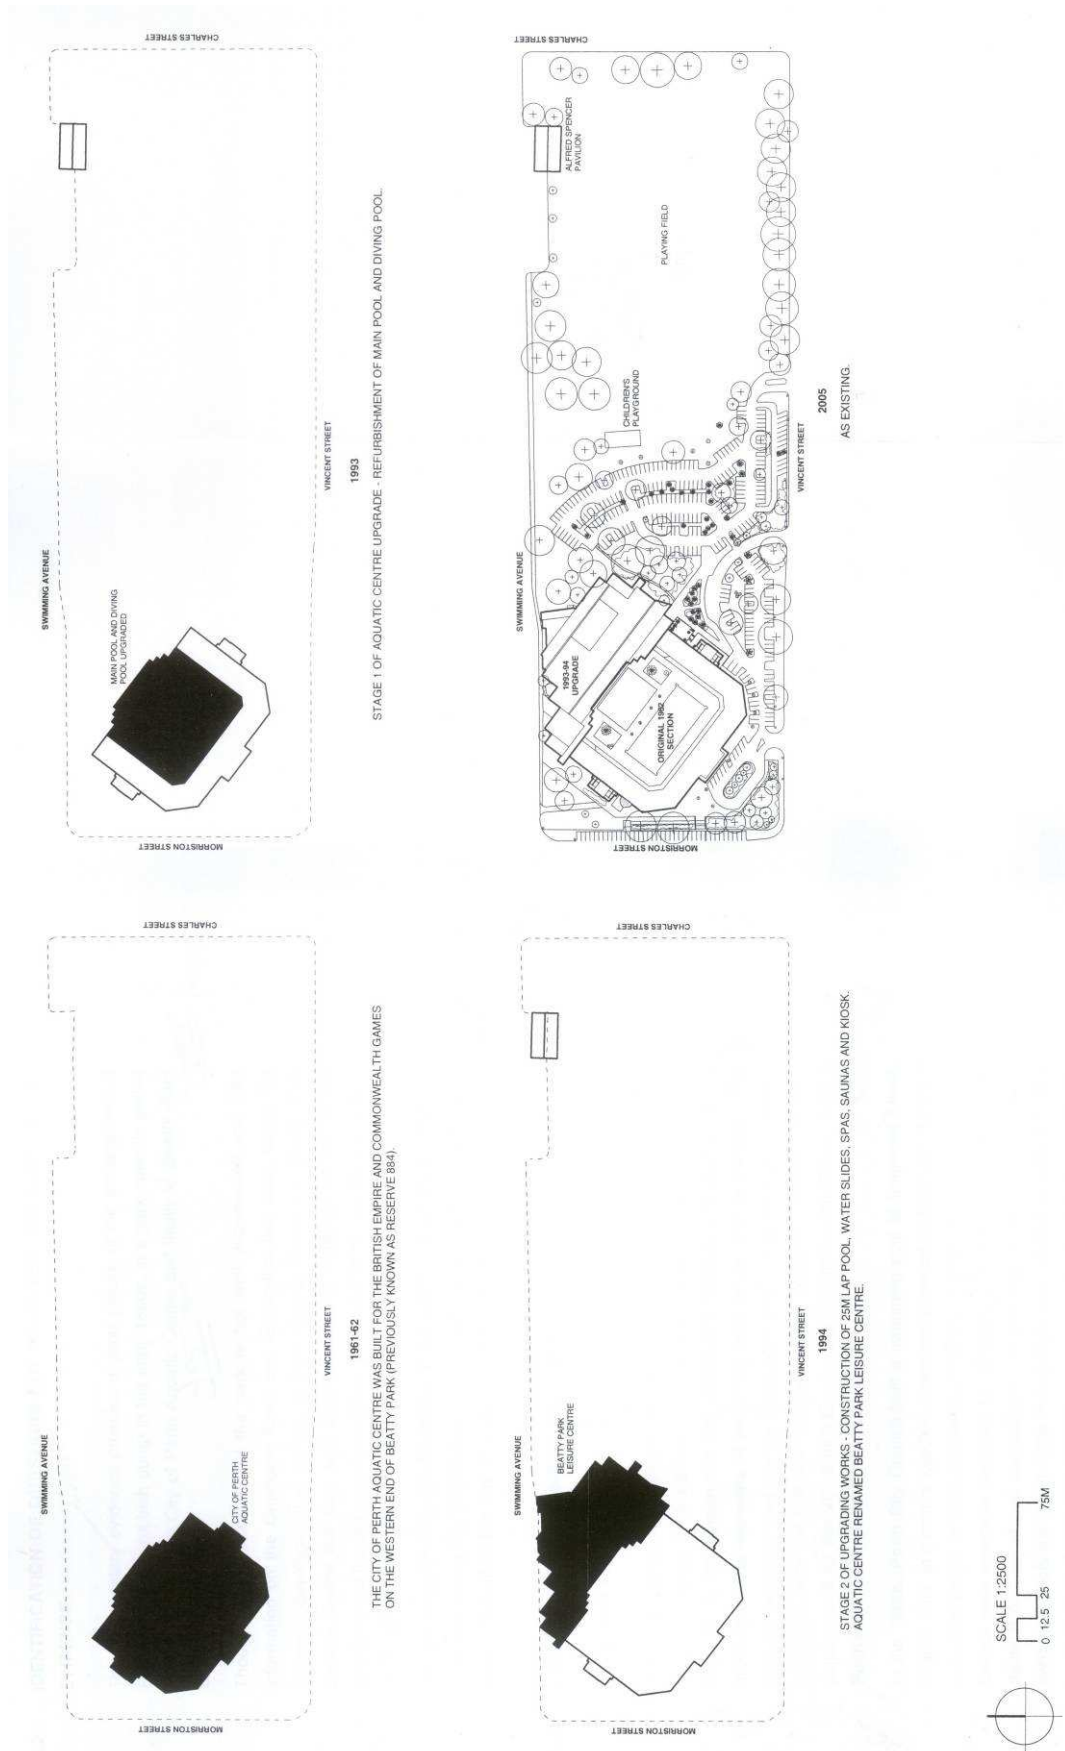 SWIMMING AVENUE
MORRISTON STREET
CITY OF PERTH
AQUATIC CENTRE
CHARLES STREET
VINCENT STREET
1961-62
THE CITY OF PERTH AQUATIC CENTRE WAS BUILT FOR THE BRITISH EMPIRE AND COMMONWEALTH GAMES
ON THE WESTERN END OF BEATTY PARK (PREVIOUSLY KNOWN AS RESERVE 884).
SWIMMING AVENUE
MORRISTON STREET
MAIN POOL AND DIVING
POOL UPGRADED
CHARLES STREET
VINCENT STREET
1993
STAGE 1 OF AQUATIC CENTRE UPGRADE - REFURBISHMENT OF MAIN POOL AND DIVING POOL.
SWIMMING AVENUE
MORRISTON STREET
BEATTY PARK
LEISURE CENTRE
CHARLES STREET
VINCENT STREET
1994
STAGE 2 OF UPGRADING WORKS - CONSTRUCTION OF 25M LAP POOL, WATER SLIDES, SPAS, SAUNAS AND KIOSK.
AQUATIC CENTRE RENAMED BEATTY PARK LEISURE CENTRE.
SWIMMING AVENUE
MORRISTON STREET
1993-94
UPGRADE
ORIGINAL 1962
SECTION
CHILDREN'S
PLAYGROUND
PLAYING FIELD
ALFRED SPENCER
PAVILION
CHARLES STREET
VINCENT STREET
2005
AS EXISTING.
SCALE 1:2500
0 12.5 25 75M